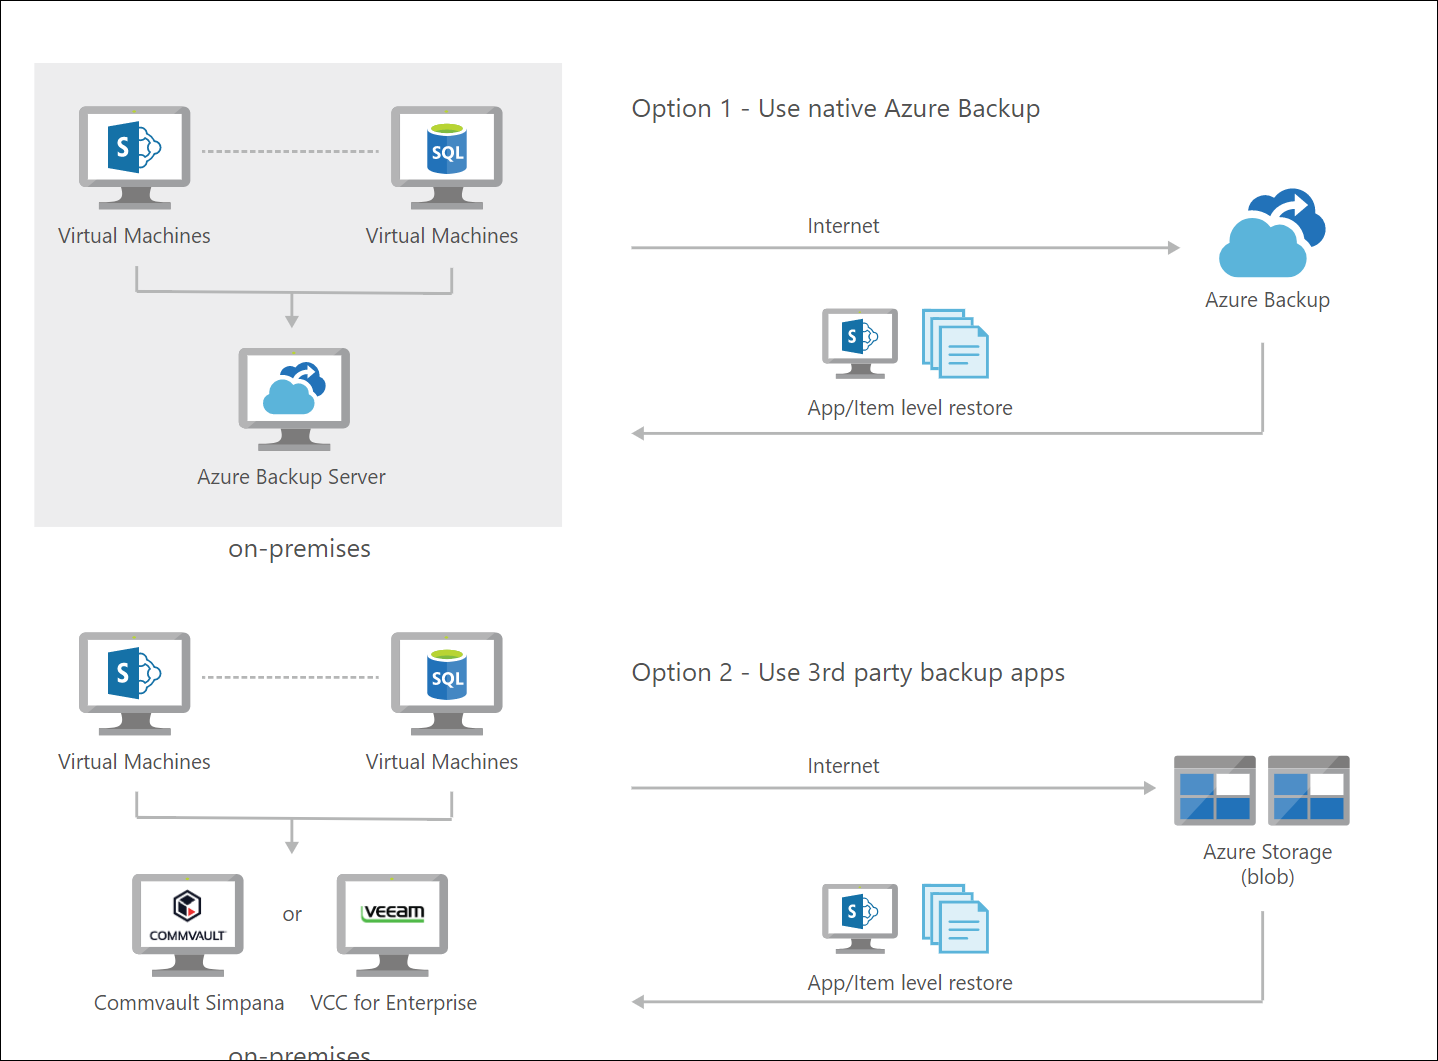 Option 1 - Use native Azure Backup
S
SQL
Virtual Machines
Virtual Machines
Internet
Azure Backup
S
App/Item level restore
Azure Backup Server
on-premises
Option 2 - Use 3rd party backup apps
S
SQL
Virtual Machines
Virtual Machines
Internet
Azure Storage
(blob)
COMMVAULT
or
veeam
S
App/Item level restore
Commvault Simpana
VCC for Enterprise
on-premises